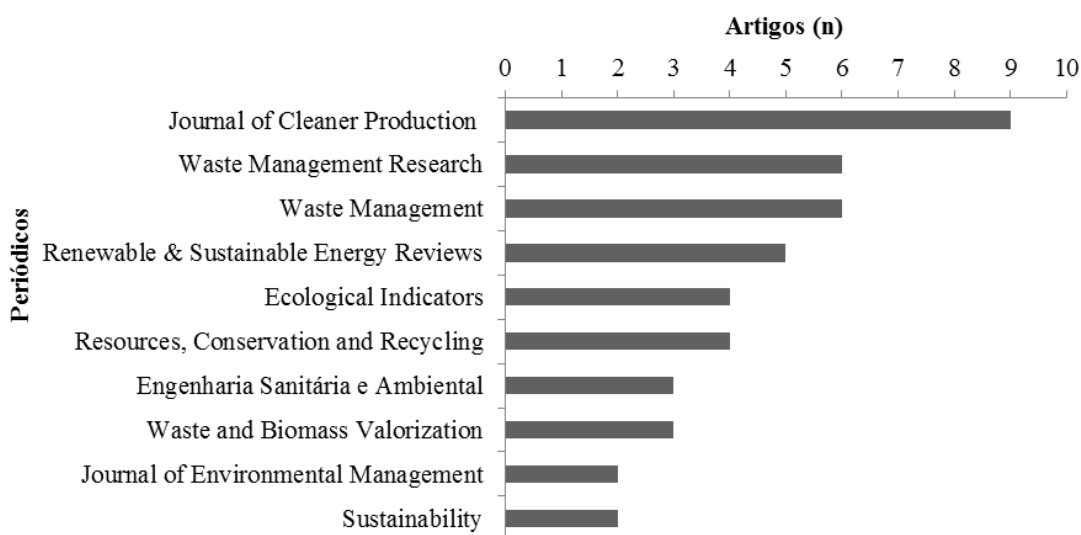 Artigos (n)
0 1 2 3 4 5 6 7 8 9 10
Periódicos
Journal of Cleaner Production
Waste Management Research
Waste Management
Renewable & Sustainable Energy Reviews
Ecological Indicators
Resources, Conservation and Recycling
Engenharia Sanitária e Ambiental
Waste and Biomass Valorization
Journal of Environmental Management
Sustainability